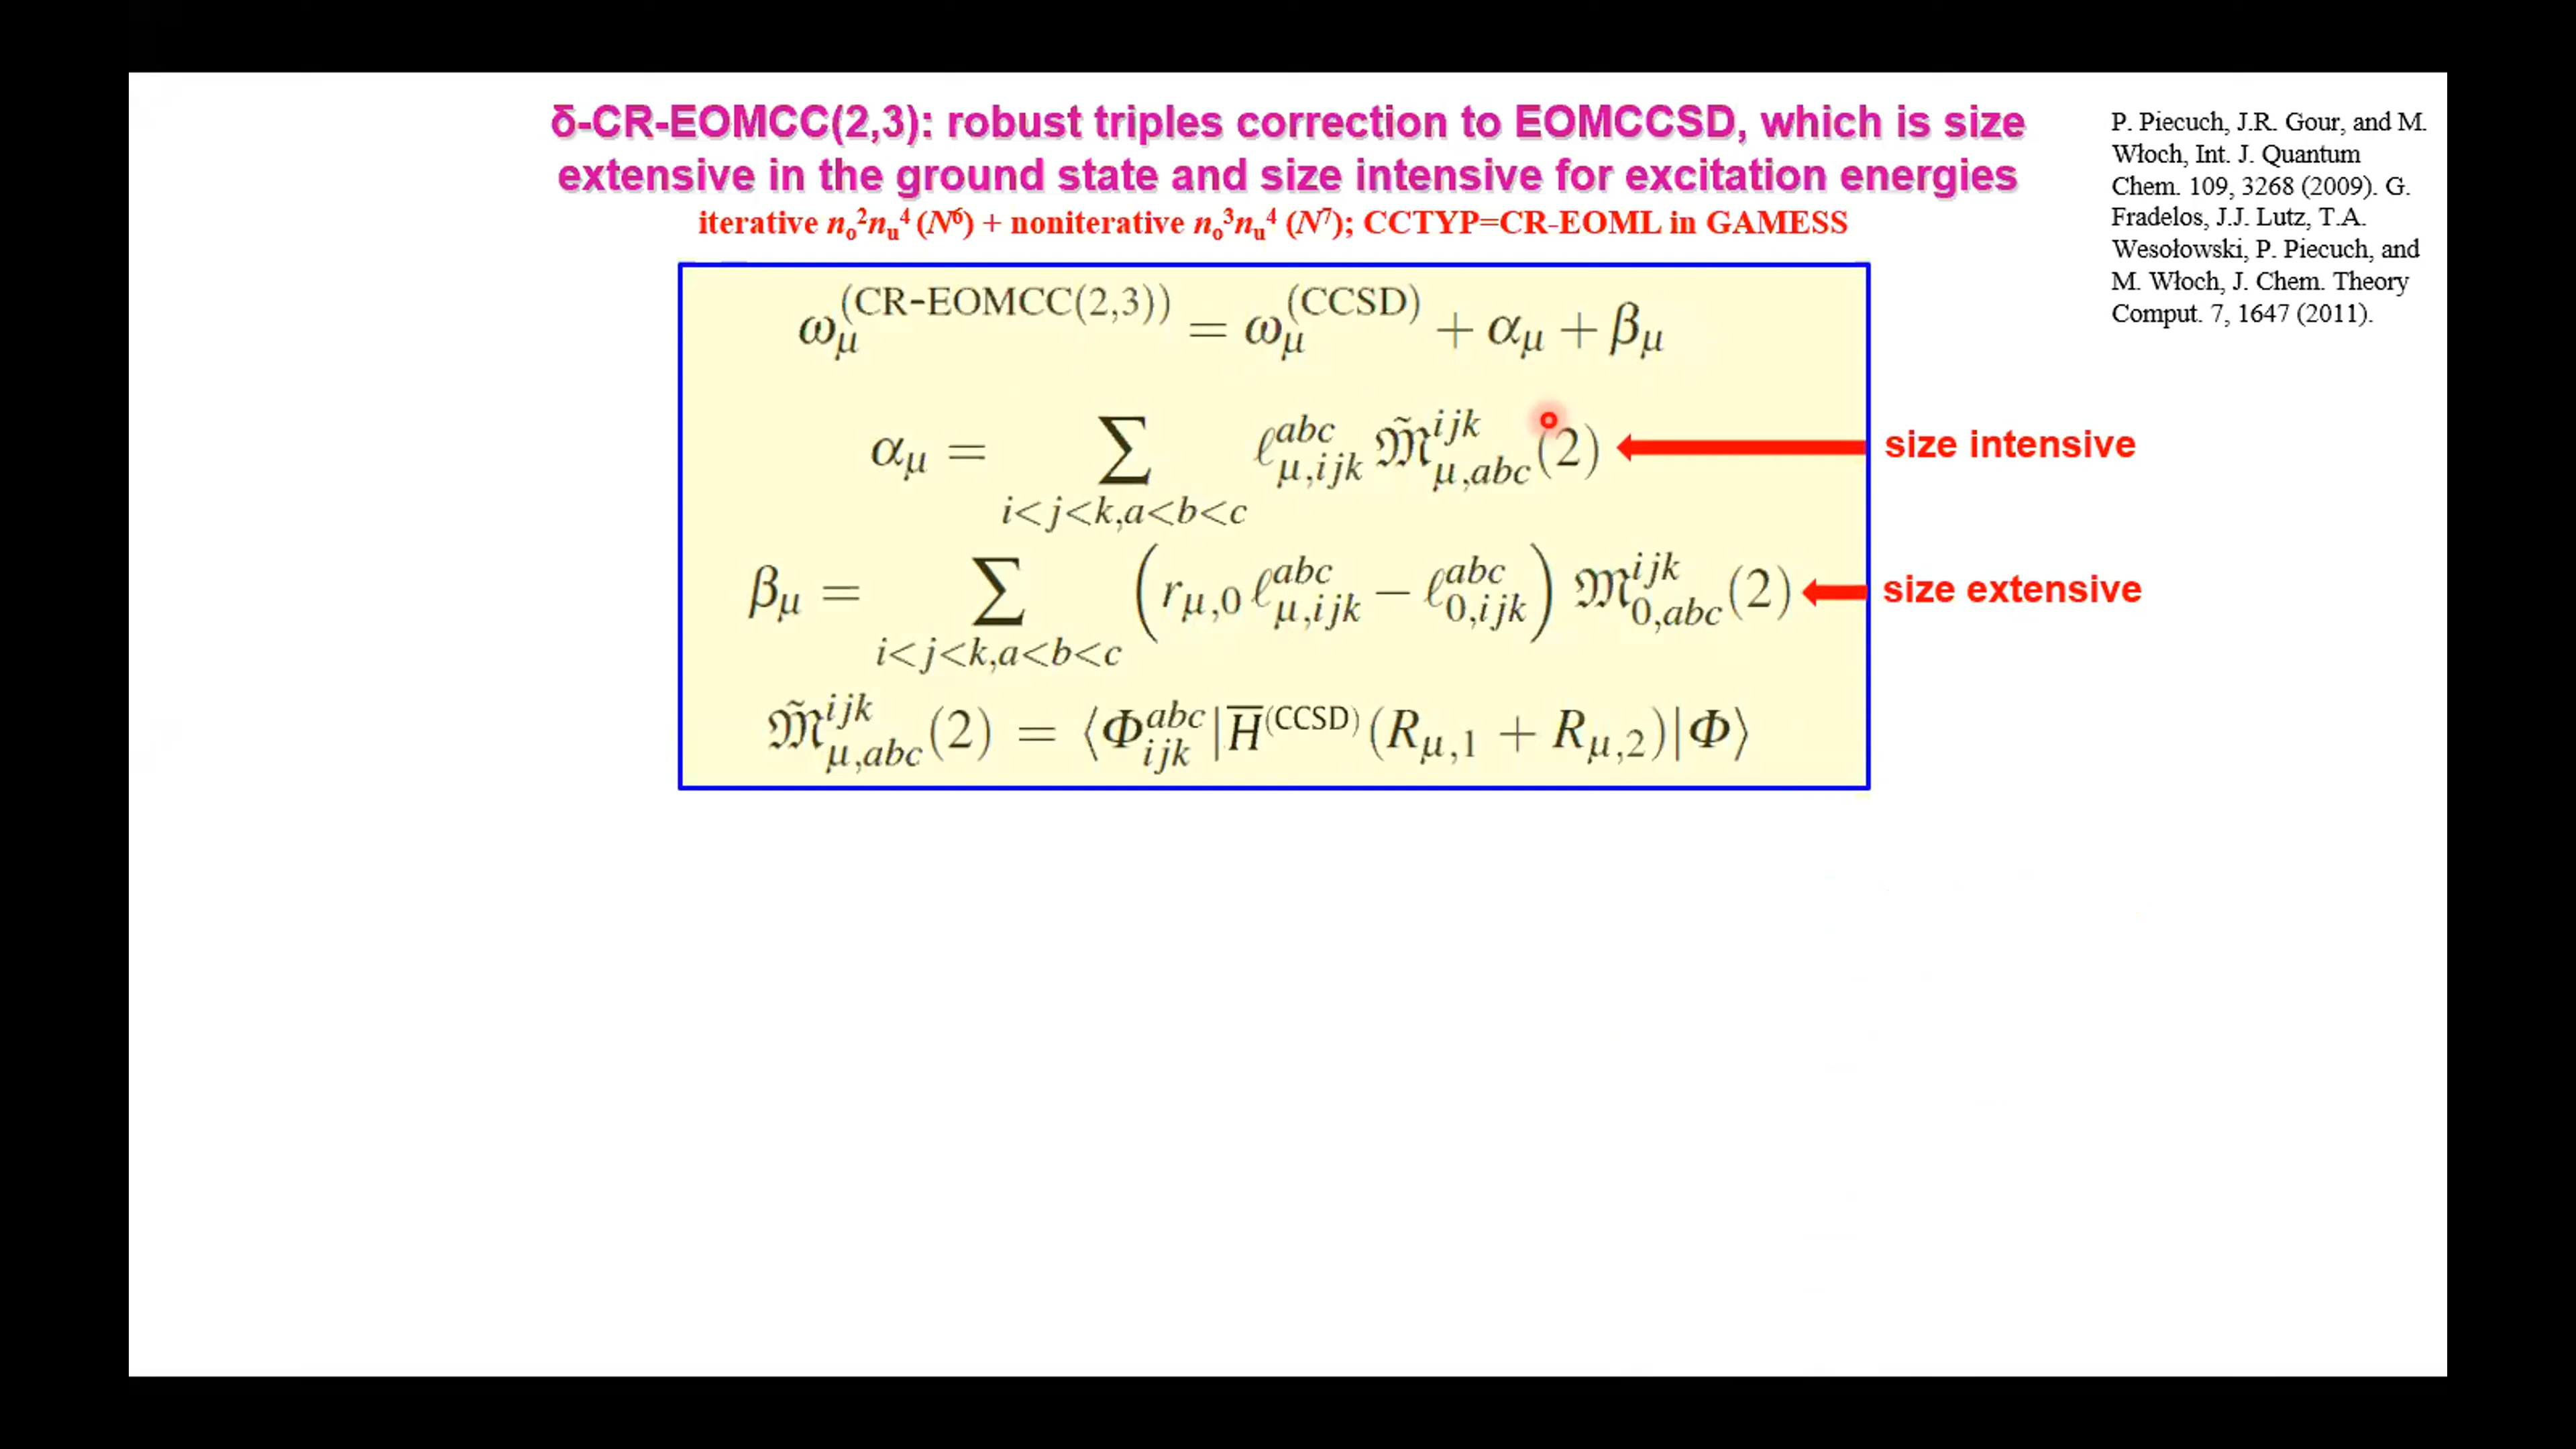 δ-CR-EOMCC(2,3): robust triples correction to EOMCCSD, which is size
extensive in the ground state and size intensive for excitation energies
iterative nₒ²nᵤ⁴ (N⁶) + noniterative nₒ³nᵤ⁴ (N⁷); CCTYP=CR-EOML in GAMESS
P. Piecuch, J.R. Gour, and M.
Włoch, Int. J. Quantum
Chem. 109, 3268 (2009). G.
Fradelos, J.J. Lutz, T.A.
Wesołowski, P. Piecuch, and
M. Włoch, J. Chem. Theory
Comput. 7, 1647 (2011).
ω_μ^{(CR-EOMCC(2,3))} = ω_μ^{(CCSD)} + α_μ + β_μ
α_μ = ∑_{i<j<k,a<b<c} ℓ_{μ,ijk}^{abc} 𝔐̃_{μ,abc}^{ijk}(2)
size intensive
β_μ = ∑_{i<j<k,a<b<c} (r_{μ,0} ℓ_{μ,ijk}^{abc} − ℓ_{0,ijk}^{abc}) 𝔐_{0,abc}^{ijk}(2)
size extensive
𝔐̃_{μ,abc}^{ijk}(2) = ⟨Φ_{ijk}^{abc}|H̅^{(CCSD)}(R_{μ,1} + R_{μ,2})|Φ⟩